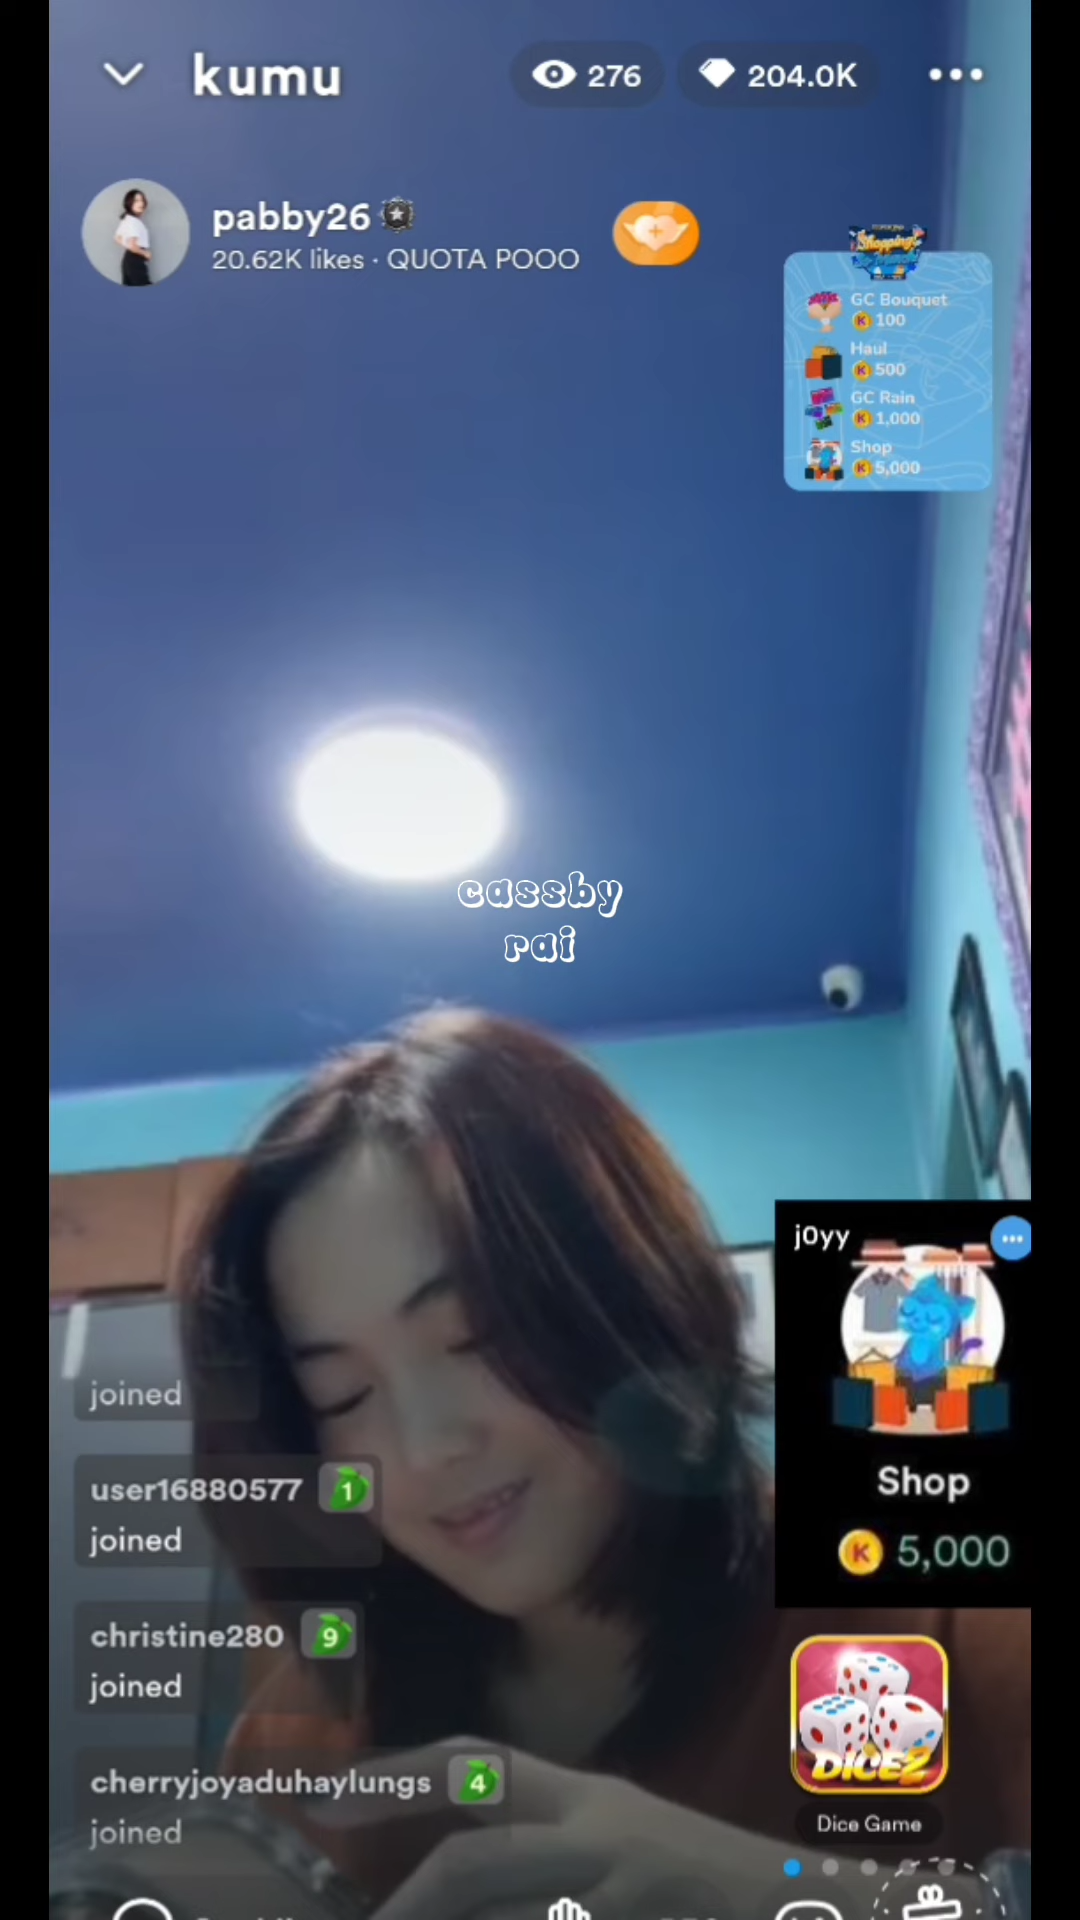 kumu
276
204.0K
pabby26
20.62K likes · QUOTA POOO
Shopping
GC Bouquet
K 100
Haul
K 500
GC Rain
K 1,000
Shop
K 5,000
cassby
rai
j0yy
Shop
K 5,000
joined
user16880577 1
joined
christine280 9
joined
cherryjoyaduhaylungs 4
joined
DICE2
Dice Game